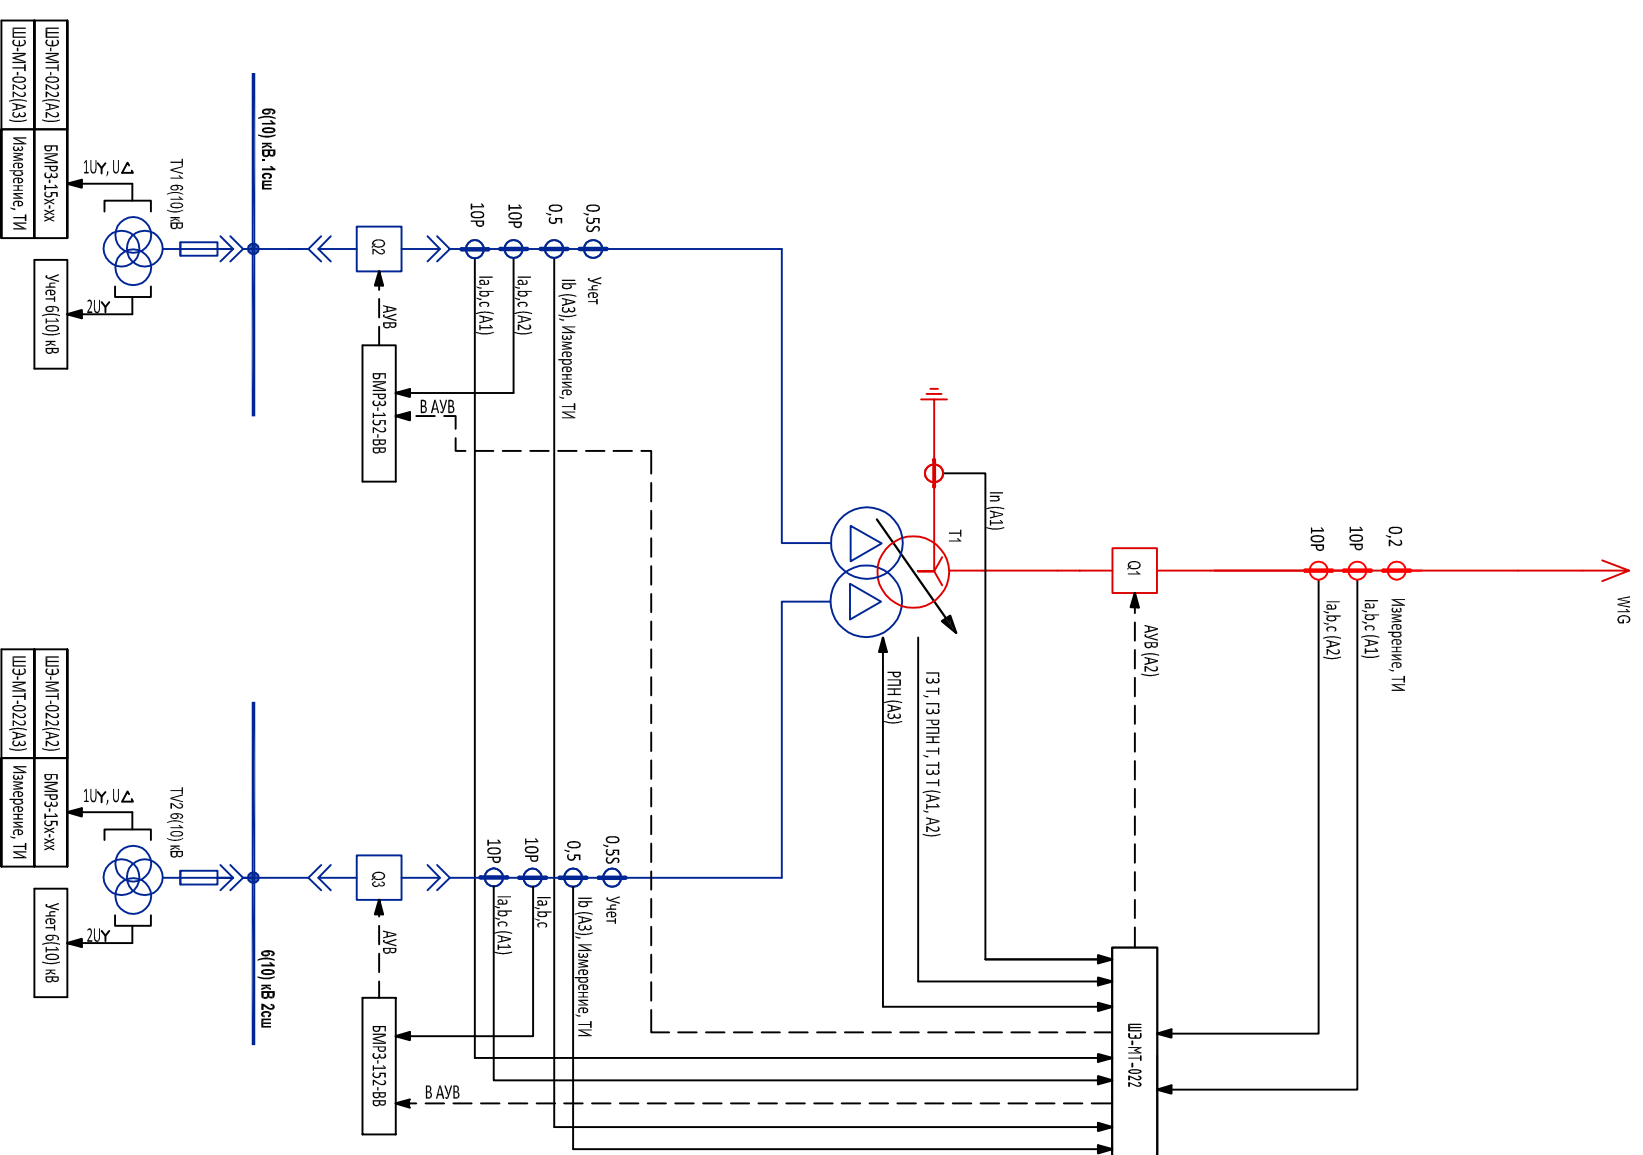 W1G
0,2
Измерение, ТИ
10Р
Ia,b,c (А1)
10Р
Ia,b,c (А2)
Q1
АУВ (А2)
ШЭ-МТ-022
In (А1)
Т1
ГЗ Т, ГЗ РПН Т, ТЗ Т (А1, А2)
РПН (А3)
0,5S
Учет
0,5
Ib (А3), Измерение, ТИ
10Р
Ia,b,c (А2)
10Р
Ia,b,c (А1)
0,5S
Учет
0,5
Ib (А3), Измерение, ТИ
10Р
Ia,b,c
10Р
Ia,b,c (А1)
В АУВ
В АУВ
Q2
АУВ
БМРЗ-152-ВВ
Q3
АУВ
БМРЗ-152-ВВ
6(10) кВ. 1сш
6(10) кВ 2сш
TV1 6(10) кВ
1UY, UΔ
2UY
ШЭ-МТ-022(А2)
БМРЗ-15х-хх
ШЭ-МТ-022(А3)
Измерение, ТИ
Учет 6(10) кВ
TV2 6(10) кВ
1UY, UΔ
2UY
ШЭ-МТ-022(А2)
БМРЗ-15х-хх
ШЭ-МТ-022(А3)
Измерение, ТИ
Учет 6(10) кВ